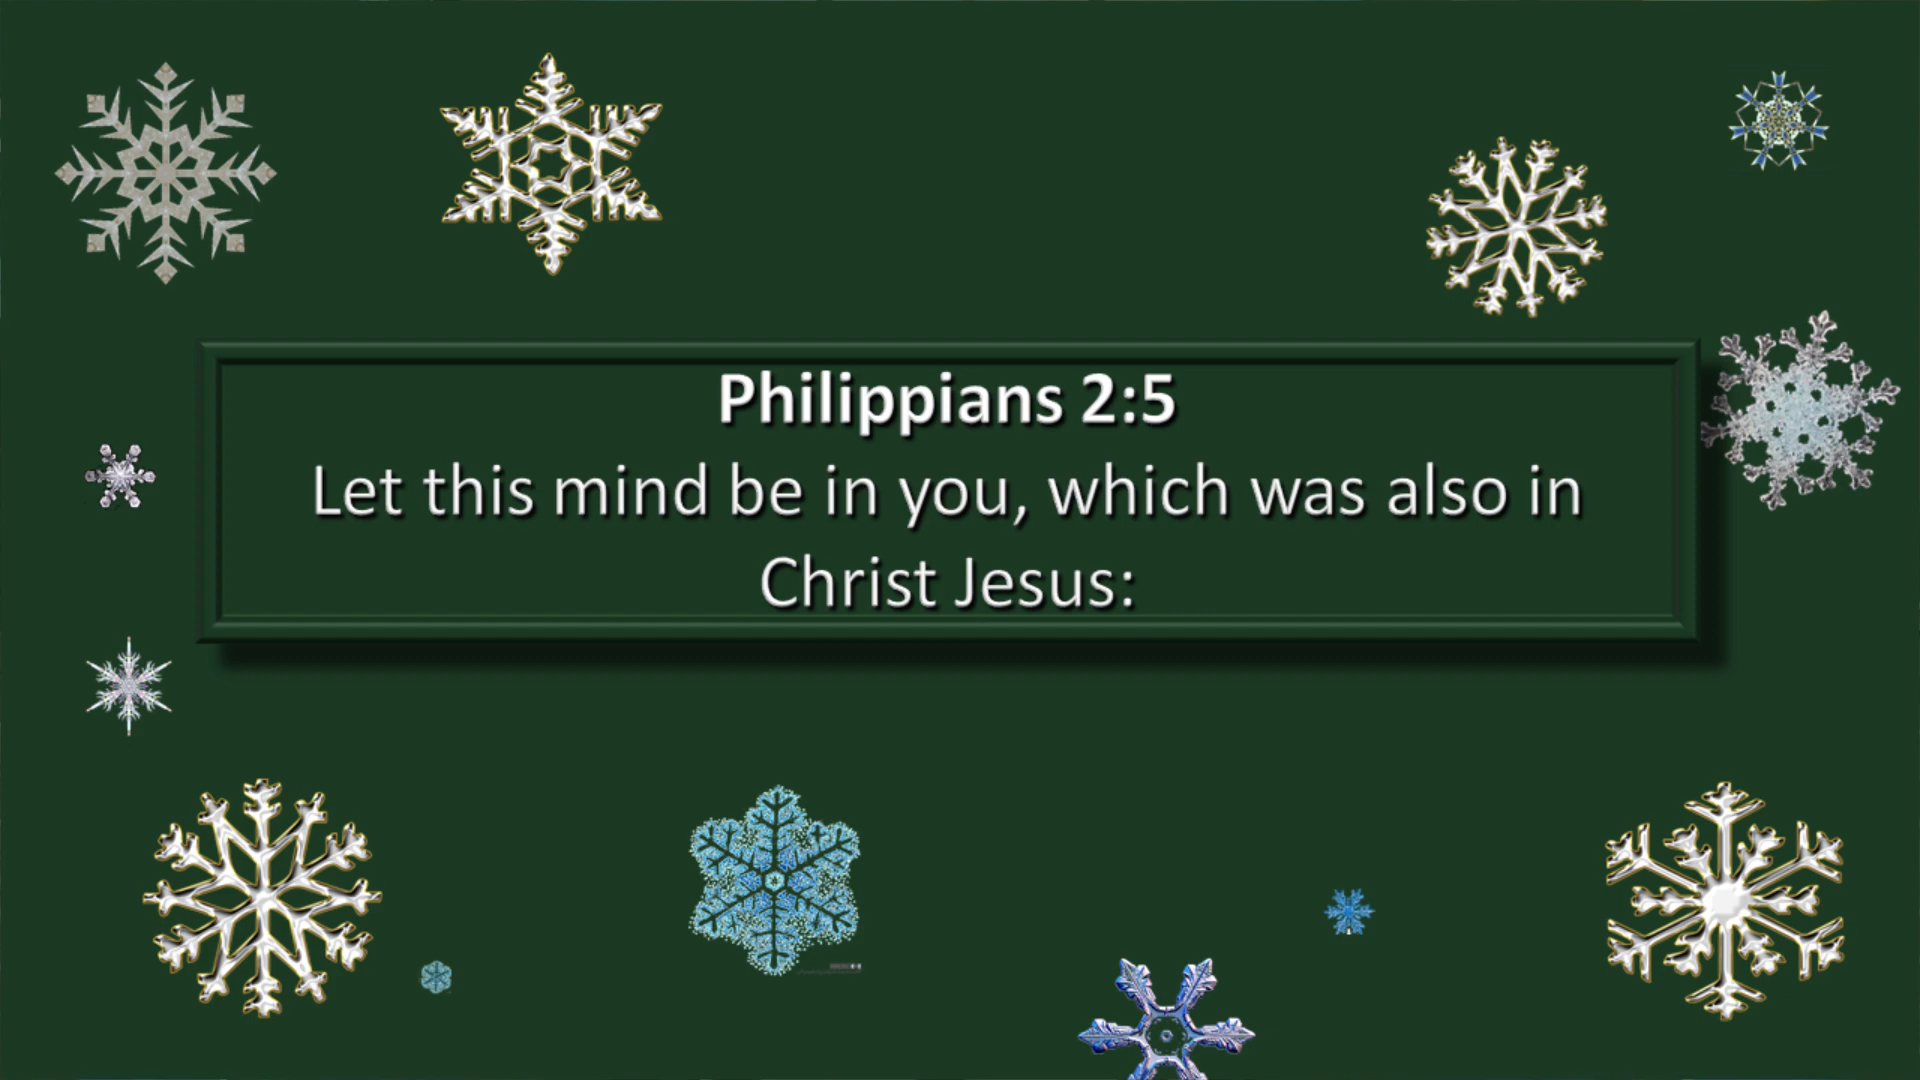 Philippians 2:5
Let this mind be in you, which was also in
Christ Jesus: